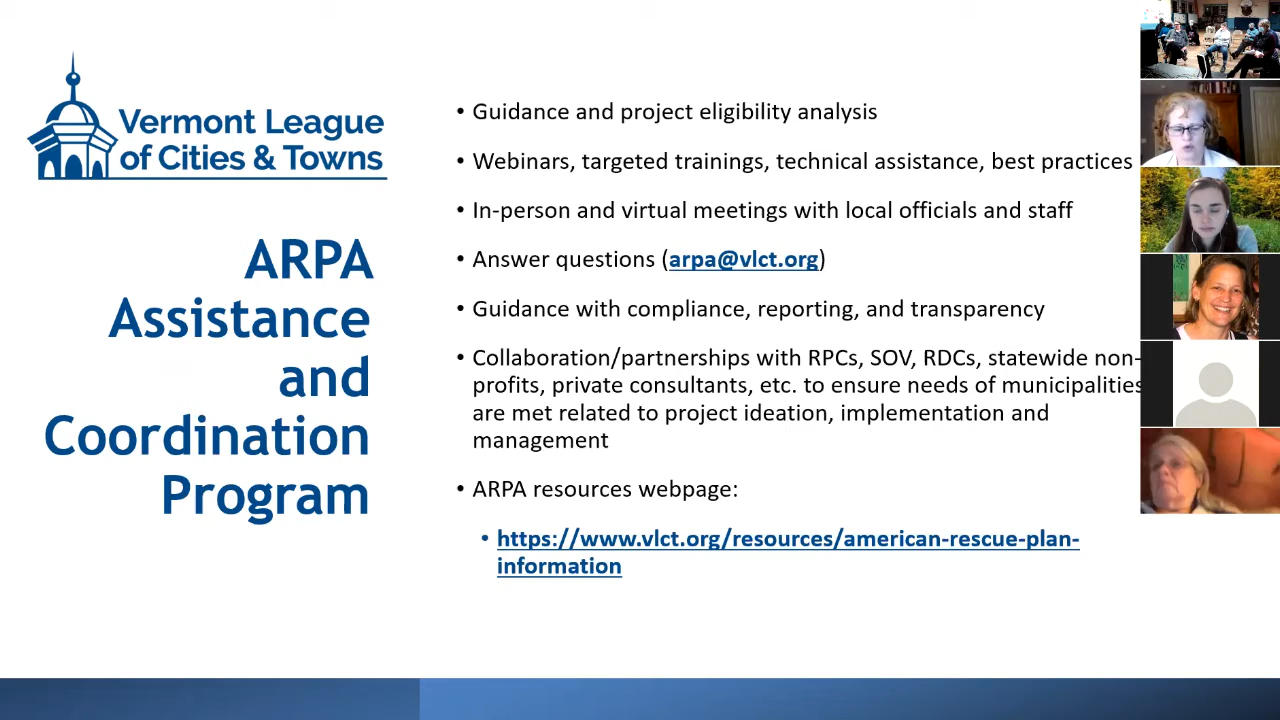 Vermont League
of Cities & Towns
ARPA
Assistance
and
Coordination
Program
• Guidance and project eligibility analysis
• Webinars, targeted trainings, technical assistance, best practices
• In-person and virtual meetings with local officials and staff
• Answer questions (arpa@vlct.org)
• Guidance with compliance, reporting, and transparency
• Collaboration/partnerships with RPCs, SOV, RDCs, statewide non-
profits, private consultants, etc. to ensure needs of municipalities
are met related to project ideation, implementation and
management
• ARPA resources webpage:
• https://www.vlct.org/resources/american-rescue-plan-
information